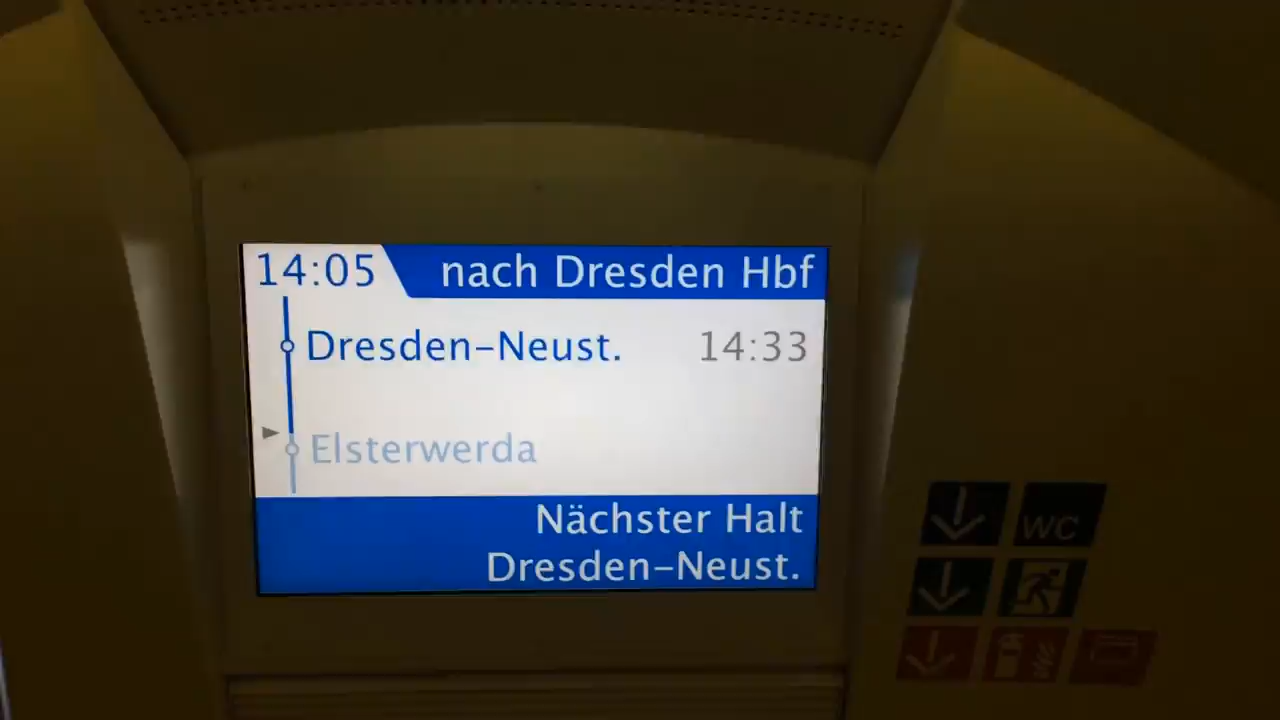 14:05 nach Dresden Hbf
Dresden-Neust. 14:33
Elsterwerda
Nächster Halt
Dresden-Neust.
WC